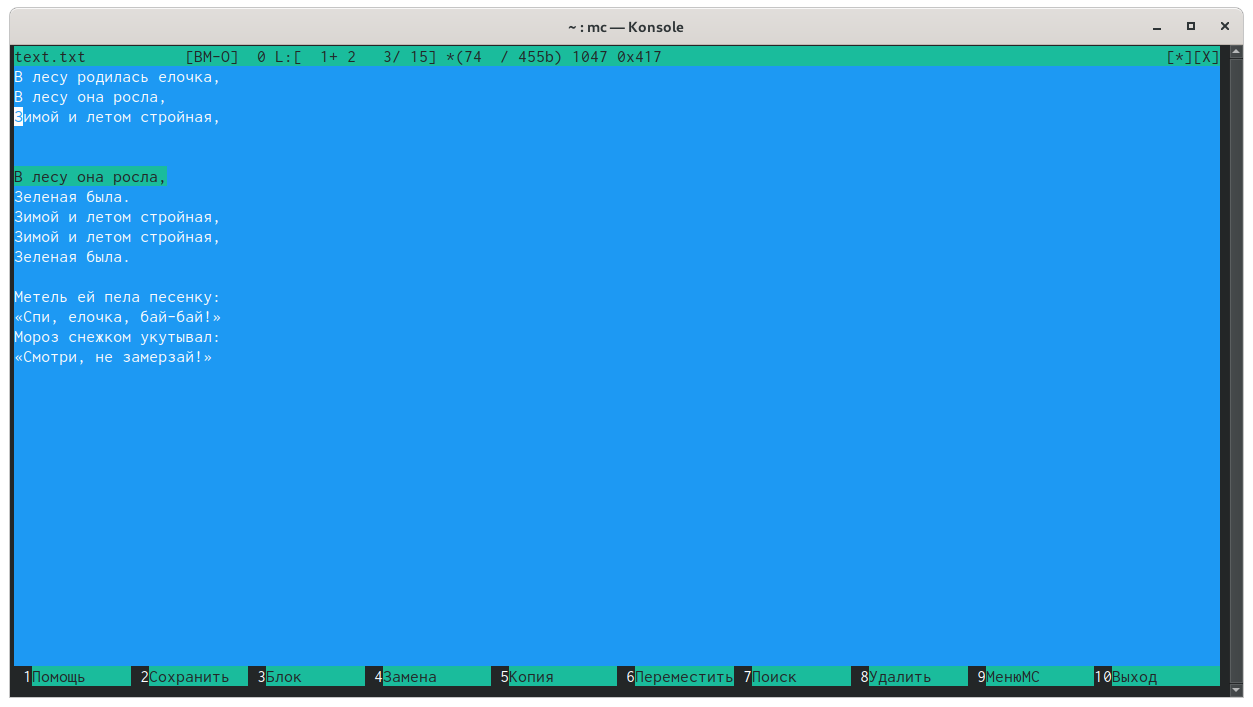 ~ : mc — Konsole
text.txt [BM-O] 0 L:[ 1+ 2 3/ 15] *(74 / 455b) 1047 0x417 [*][X]
В лесу родилась елочка,
В лесу она росла,
Зимой и летом стройная,
В лесу она росла,
Зеленая была.
Зимой и летом стройная,
Зимой и летом стройная,
Зеленая была.
Метель ей пела песенку:
«Спи, елочка, бай-бай!»
Мороз снежком укутывал:
«Смотри, не замерзай!»
1Помощь 2Сохранить 3Блок 4Замена 5Копия 6Переместить 7Поиск 8Удалить 9МенюMC 10Выход